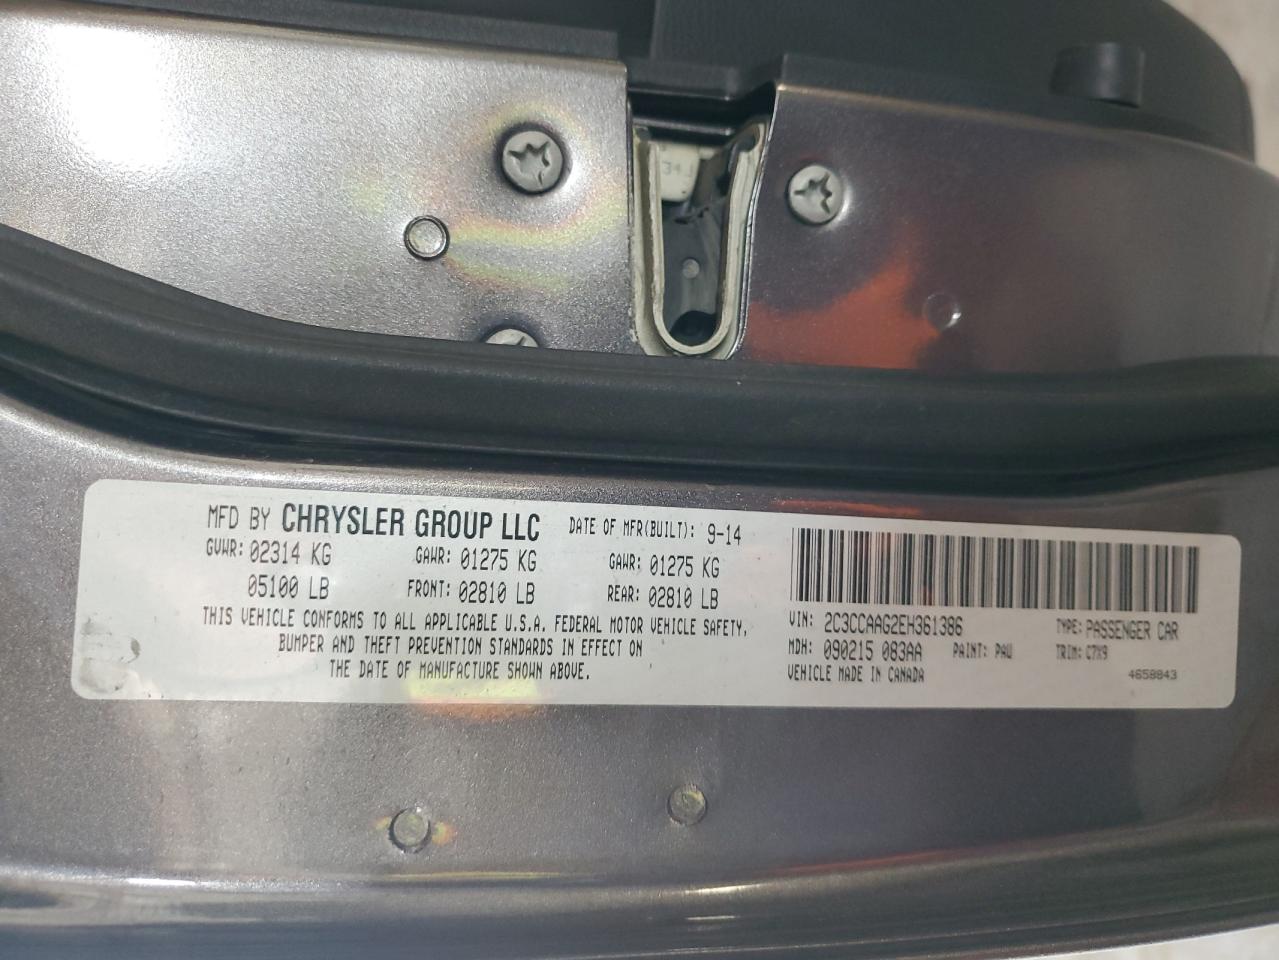 34J
MFD BY CHRYSLER GROUP LLC DATE OF MFR(BUILT): 9-14
GVWR: 02314 KG GAWR: 01275 KG GAWR: 01275 KG
05100 LB FRONT: 02810 LB REAR: 02810 LB
THIS VEHICLE CONFORMS TO ALL APPLICABLE U.S.A. FEDERAL MOTOR VEHICLE SAFETY,
BUMPER AND THEFT PREVENTION STANDARDS IN EFFECT ON
THE DATE OF MANUFACTURE SHOWN ABOVE.
VIN: 2C3CCAAG2EH361386 TYPE: PASSENGER CAR
MDH: 090215 083AA PAINT: PAU TRIM: C7X9
VEHICLE MADE IN CANADA 4658843